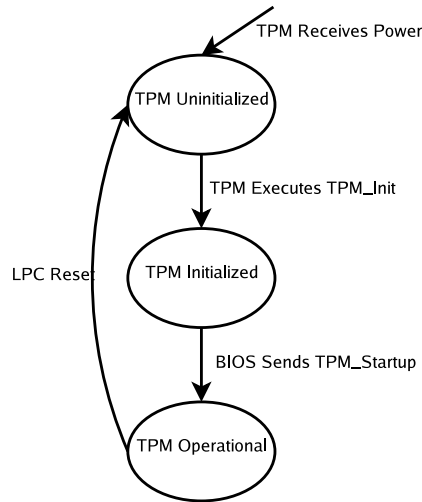 TPM Receives Power
TPM Uninitialized
TPM Executes TPM_Init
TPM Initialized
LPC Reset
BIOS Sends TPM_Startup
TPM Operational